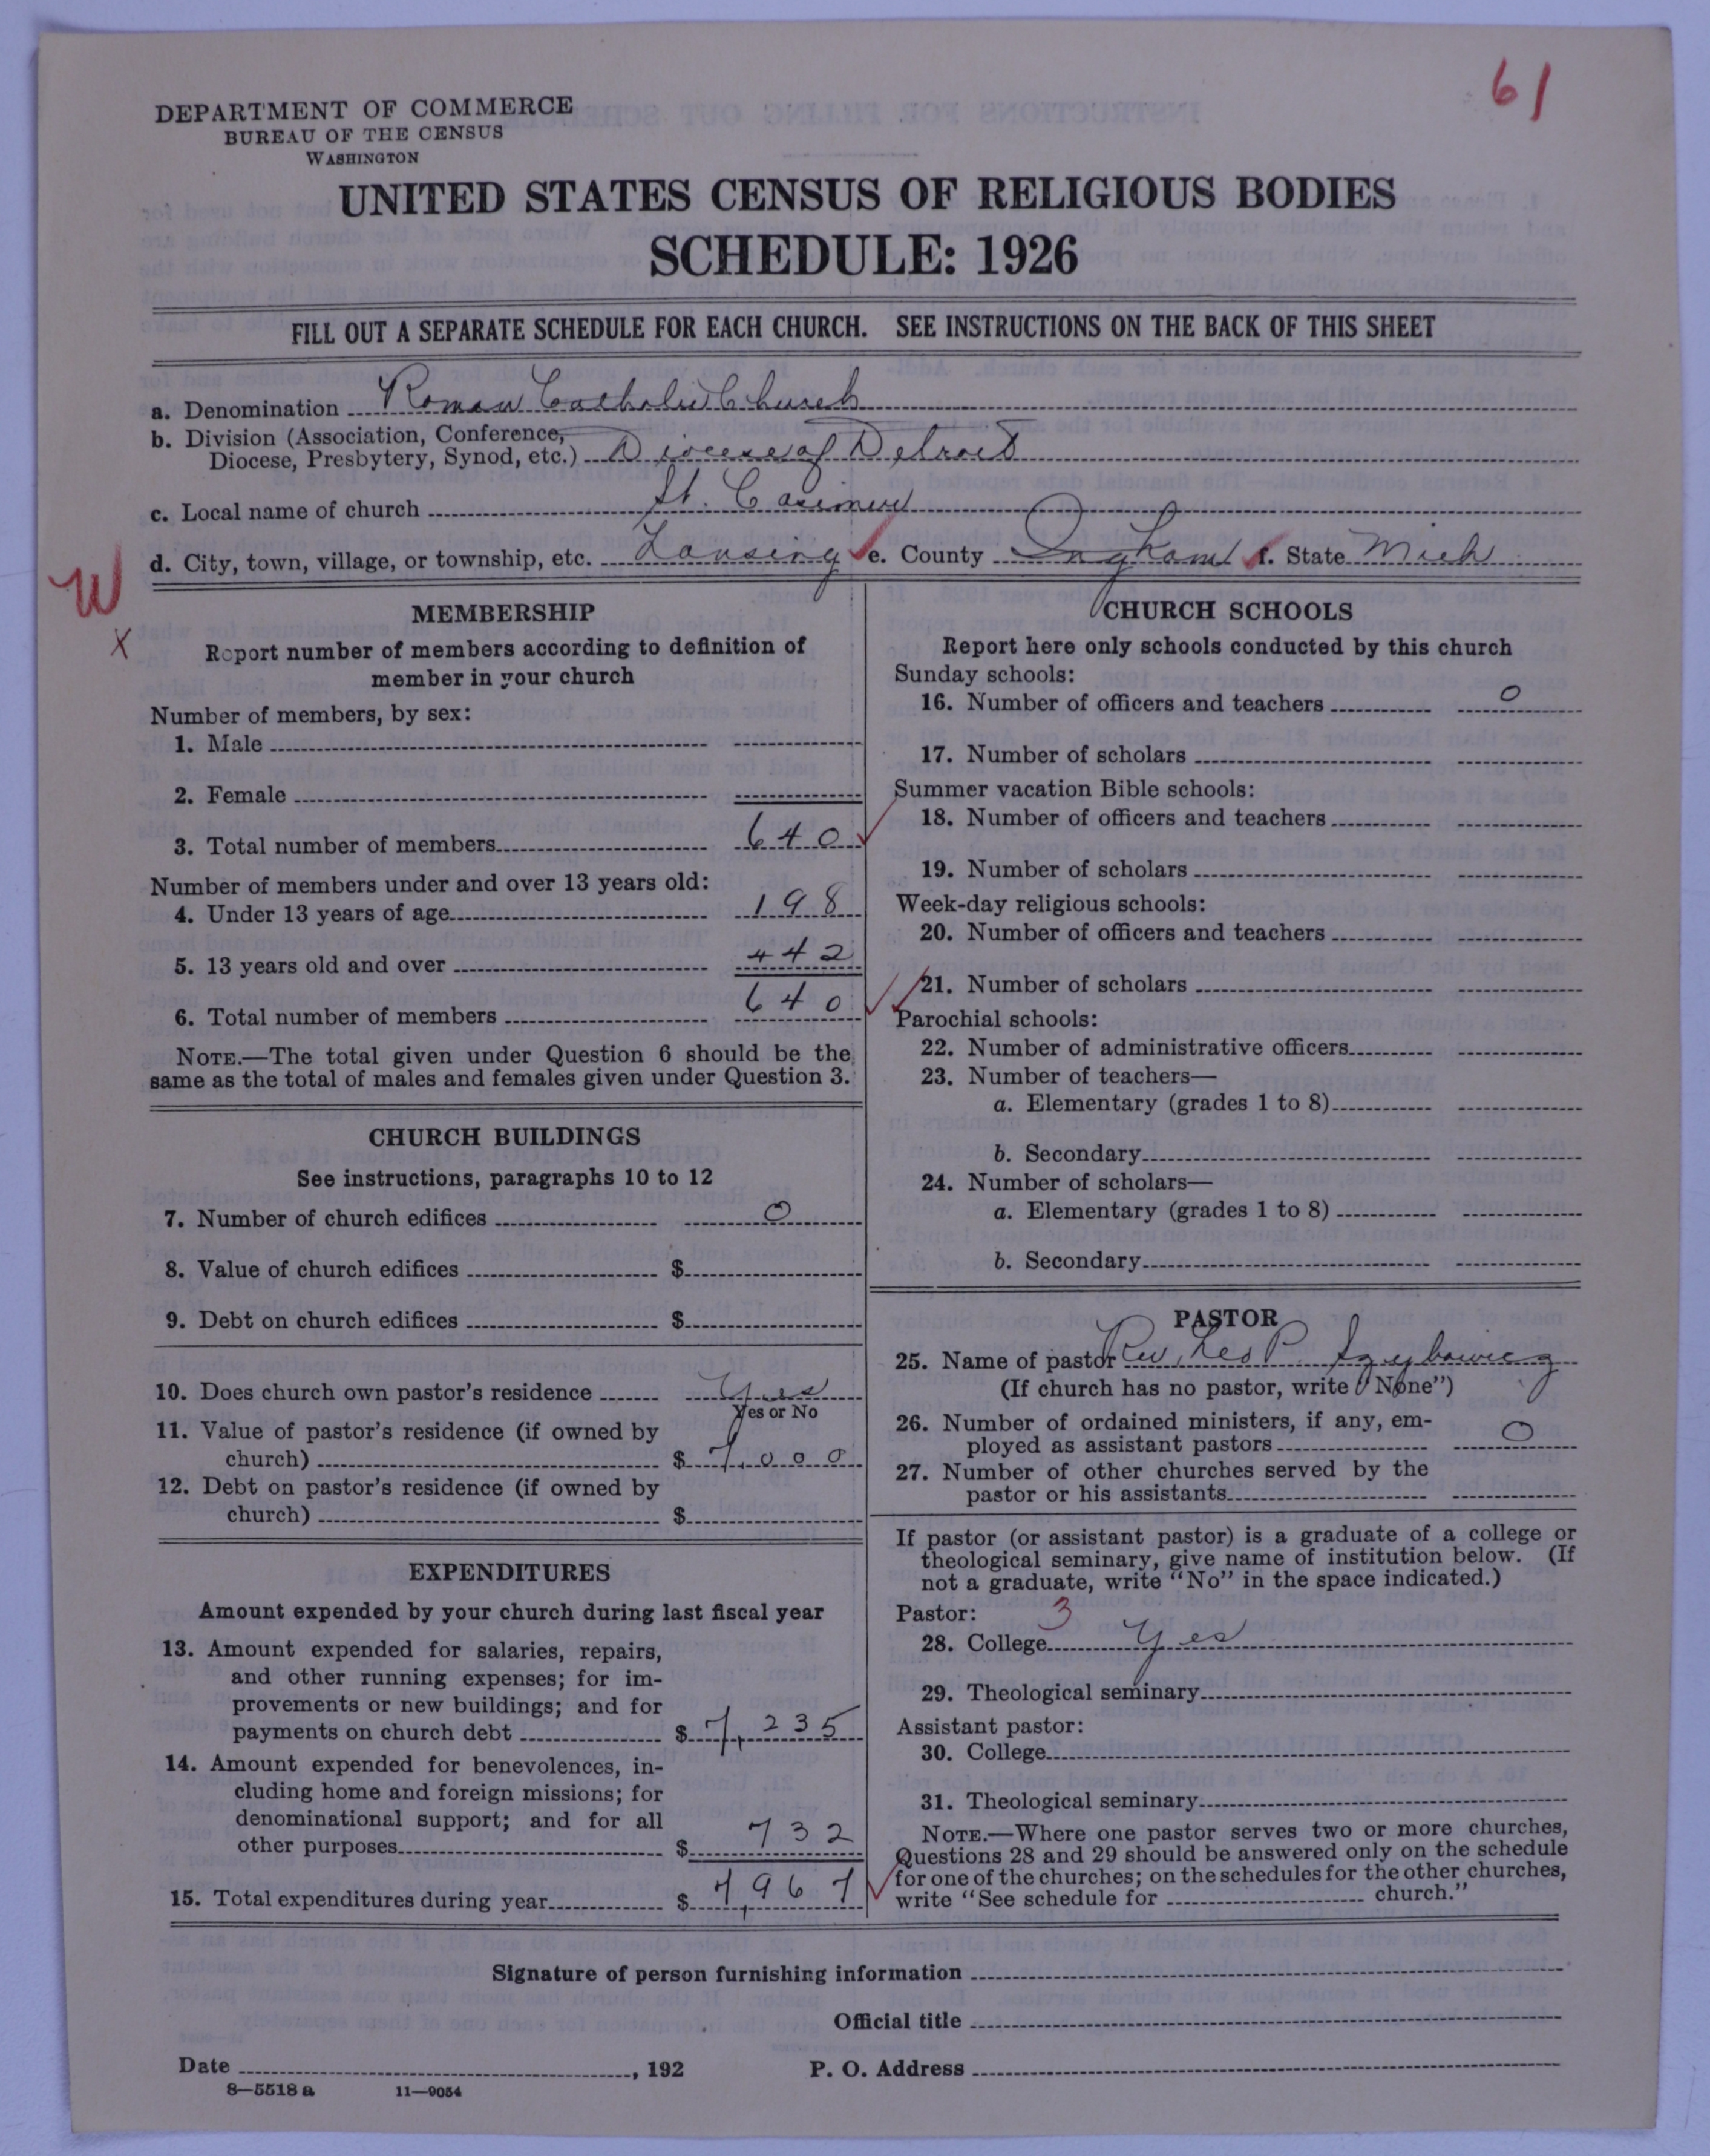 61
DEPARTMENT OF COMMERCE
BUREAU OF THE CENSUS
WASHINGTON
UNITED STATES CENSUS OF RELIGIOUS BODIES
SCHEDULE: 1926
FILL OUT A SEPARATE SCHEDULE FOR EACH CHURCH. SEE INSTRUCTIONS ON THE BACK OF THIS SHEET
a. Denomination Roman Catholic Church
b. Division (Association, Conference,
Diocese, Presbytery, Synod, etc.) Diocese of Detroit
c. Local name of church St. Casimir
d. City, town, village, or township, etc. Lansing e. County Ingham f. State Mich
W
X
MEMBERSHIP
Report number of members according to definition of
member in your church
Number of members, by sex:
1. Male
2. Female
3. Total number of members 640
Number of members under and over 13 years old:
4. Under 13 years of age 198
5. 13 years old and over 442
6. Total number of members 640
NOTE.—The total given under Question 6 should be the
same as the total of males and females given under Question 3.
CHURCH BUILDINGS
See instructions, paragraphs 10 to 12
7. Number of church edifices 0
8. Value of church edifices $
9. Debt on church edifices $
10. Does church own pastor's residence Yes
Yes or No
11. Value of pastor's residence (if owned by
church) $ 7,000
12. Debt on pastor's residence (if owned by
church) $
EXPENDITURES
Amount expended by your church during last fiscal year
13. Amount expended for salaries, repairs,
and other running expenses; for im-
provements or new buildings; and for
payments on church debt $ 7,235
14. Amount expended for benevolences, in-
cluding home and foreign missions; for
denominational support; and for all
other purposes $ 732
15. Total expenditures during year $ 7,967
CHURCH SCHOOLS
Report here only schools conducted by this church
Sunday schools:
16. Number of officers and teachers 0
17. Number of scholars
Summer vacation Bible schools:
18. Number of officers and teachers
19. Number of scholars
Week-day religious schools:
20. Number of officers and teachers
21. Number of scholars
Parochial schools:
22. Number of administrative officers
23. Number of teachers—
a. Elementary (grades 1 to 8)
b. Secondary
24. Number of scholars—
a. Elementary (grades 1 to 8)
b. Secondary
PASTOR
25. Name of pastor Rev. Leo P.
(If church has no pastor, write "None")
26. Number of ordained ministers, if any, em-
ployed as assistant pastors 0
27. Number of other churches served by the
pastor or his assistants
If pastor (or assistant pastor) is a graduate of a college or
theological seminary, give name of institution below. (If
not a graduate, write "No" in the space indicated.)
Pastor: 3
28. College Yes
29. Theological seminary
Assistant pastor:
30. College
31. Theological seminary
NOTE.—Where one pastor serves two or more churches,
Questions 28 and 29 should be answered only on the schedule
for one of the churches; on the schedules for the other churches,
write "See schedule for church."
Signature of person furnishing information
Official title
Date , 192 P. O. Address
8—5518 a 11—9054